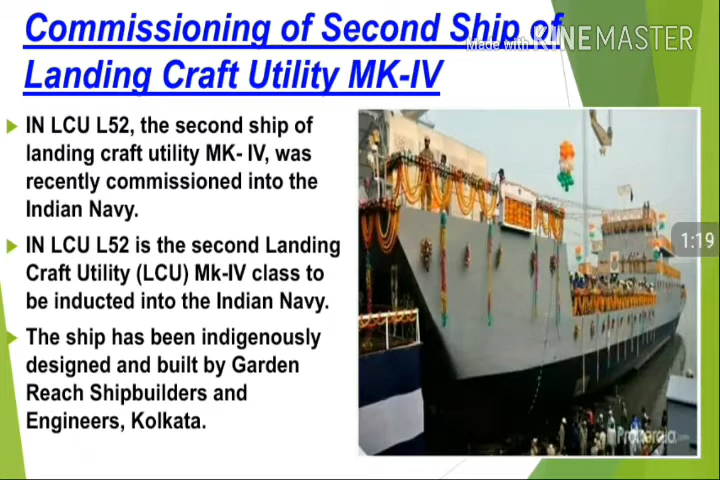 Commissioning of Second Ship of
Made with KINEMASTER
Landing Craft Utility MK-IV
IN LCU L52, the second ship of
landing craft utility MK- IV, was
recently commissioned into the
Indian Navy.
IN LCU L52 is the second Landing
Craft Utility (LCU) Mk-IV class to
be inducted into the Indian Navy.
The ship has been indigenously
designed and built by Garden
Reach Shipbuilders and
Engineers, Kolkata.
1:19
Prokerala.com